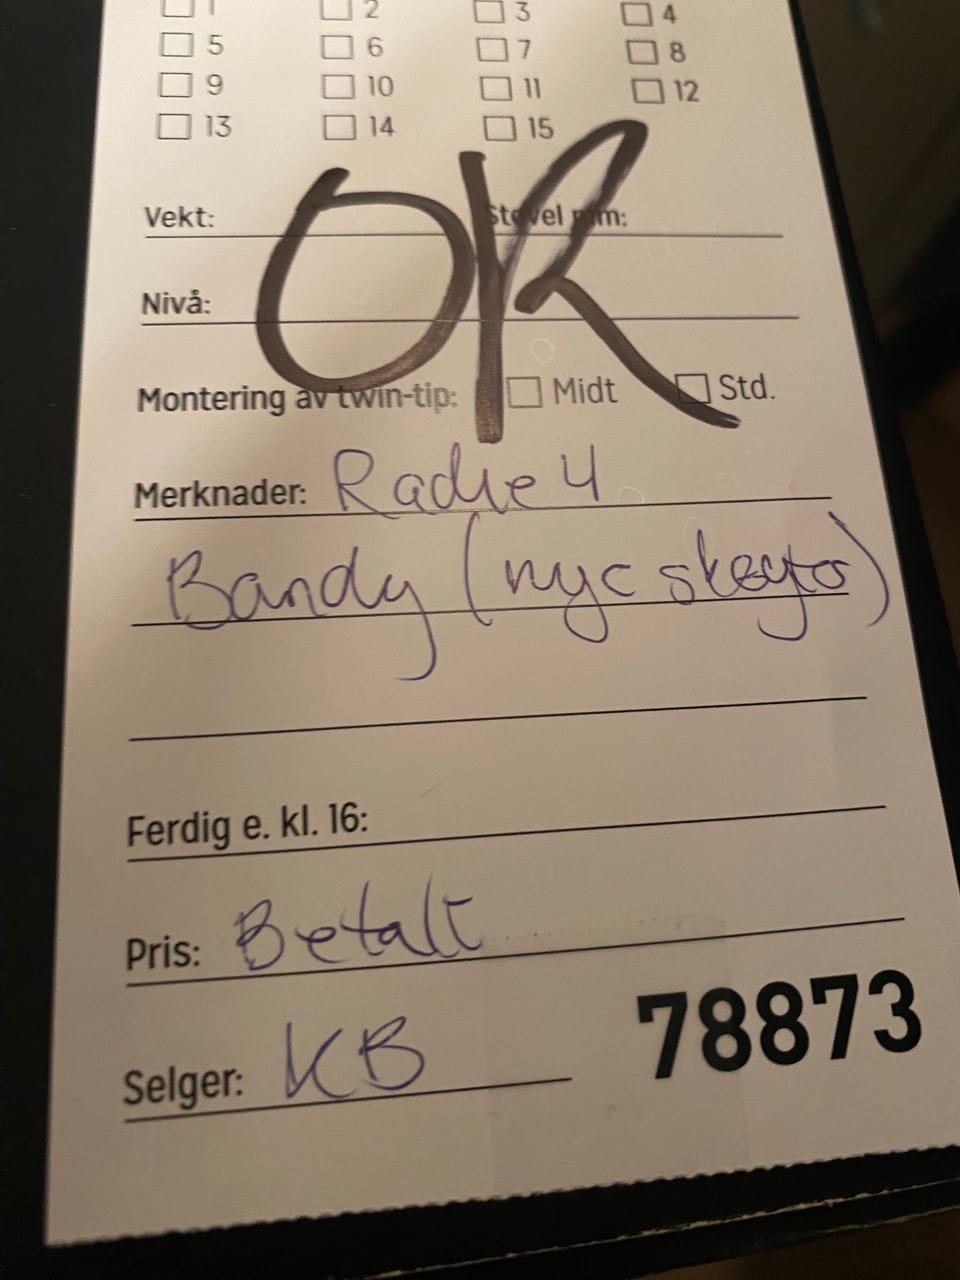 1 2 3 4
5 6 7 8
9 10 11 12
13 14 15
OK
Vekt: Støvel mm:
Nivå:
Montering av twin-tip: Midt Std.
Merknader: Radie 4
Bandy (nye skøyter)
Ferdig e. kl. 16:
Pris: Betalt
Selger: KB
78873